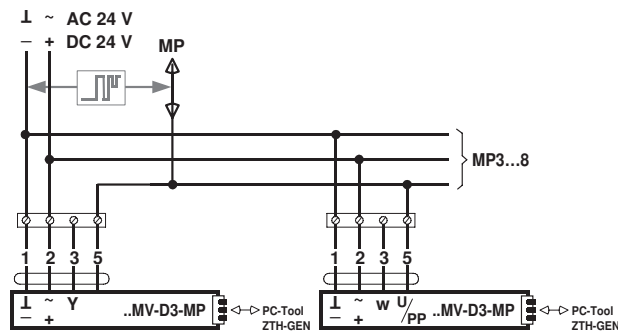 ⊥ ~ AC 24 V
– + DC 24 V
MP
MP3...8
1 2 3 5
1 2 3 5
⊥ ~ Y
– +
..MV-D3-MP
PC-Tool
ZTH-GEN
⊥ ~ w U/PP
– +
..MV-D3-MP
PC-Tool
ZTH-GEN